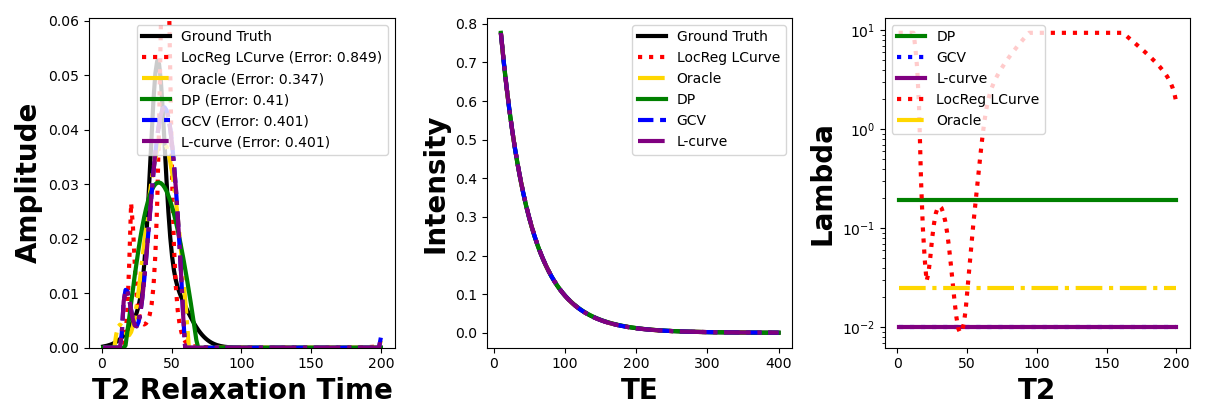 0.06
0.05
0.04
0.03
0.02
0.01
0.00
Amplitude
Ground Truth
LocReg LCurve (Error: 0.849)
Oracle (Error: 0.347)
DP (Error: 0.41)
GCV (Error: 0.401)
L-curve (Error: 0.401)
0 50 100 150 200
T2 Relaxation Time
0.8
0.7
0.6
0.5
0.4
0.3
0.2
0.1
0.0
Intensity
Ground Truth
LocReg LCurve
Oracle
DP
GCV
L-curve
0 100 200 300 400
TE
10¹
10⁰
10⁻¹
10⁻²
Lambda
DP
GCV
L-curve
LocReg LCurve
Oracle
0 50 100 150 200
T2